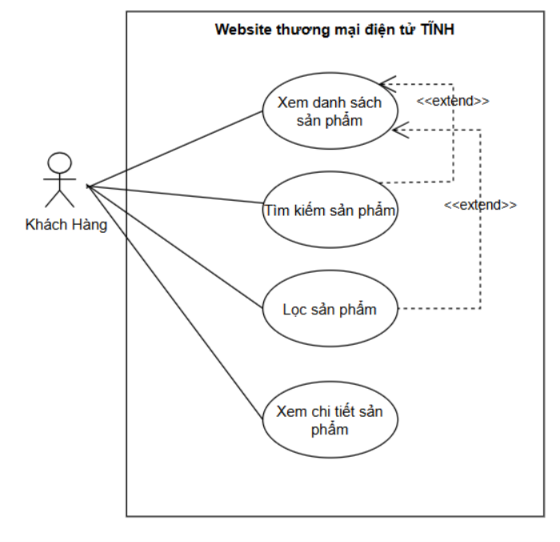 Website thương mại điện tử TĨNH
Xem danh sách
sản phẩm
<<extend>>
Tìm kiếm sản phẩm
<<extend>>
Khách Hàng
Lọc sản phẩm
Xem chi tiết sản
phẩm